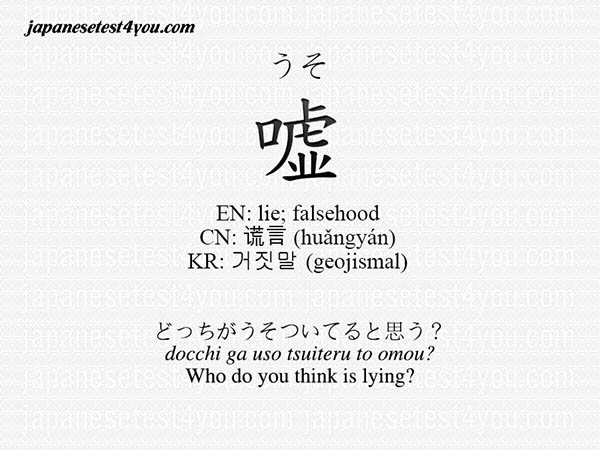 japanesetest4you.com
うそ
嘘
EN: lie; falsehood
CN: 谎言 (huǎngyán)
KR: 거짓말 (geojismal)
どっちがうそついてると思う？
docchi ga uso tsuiteru to omou?
Who do you think is lying?